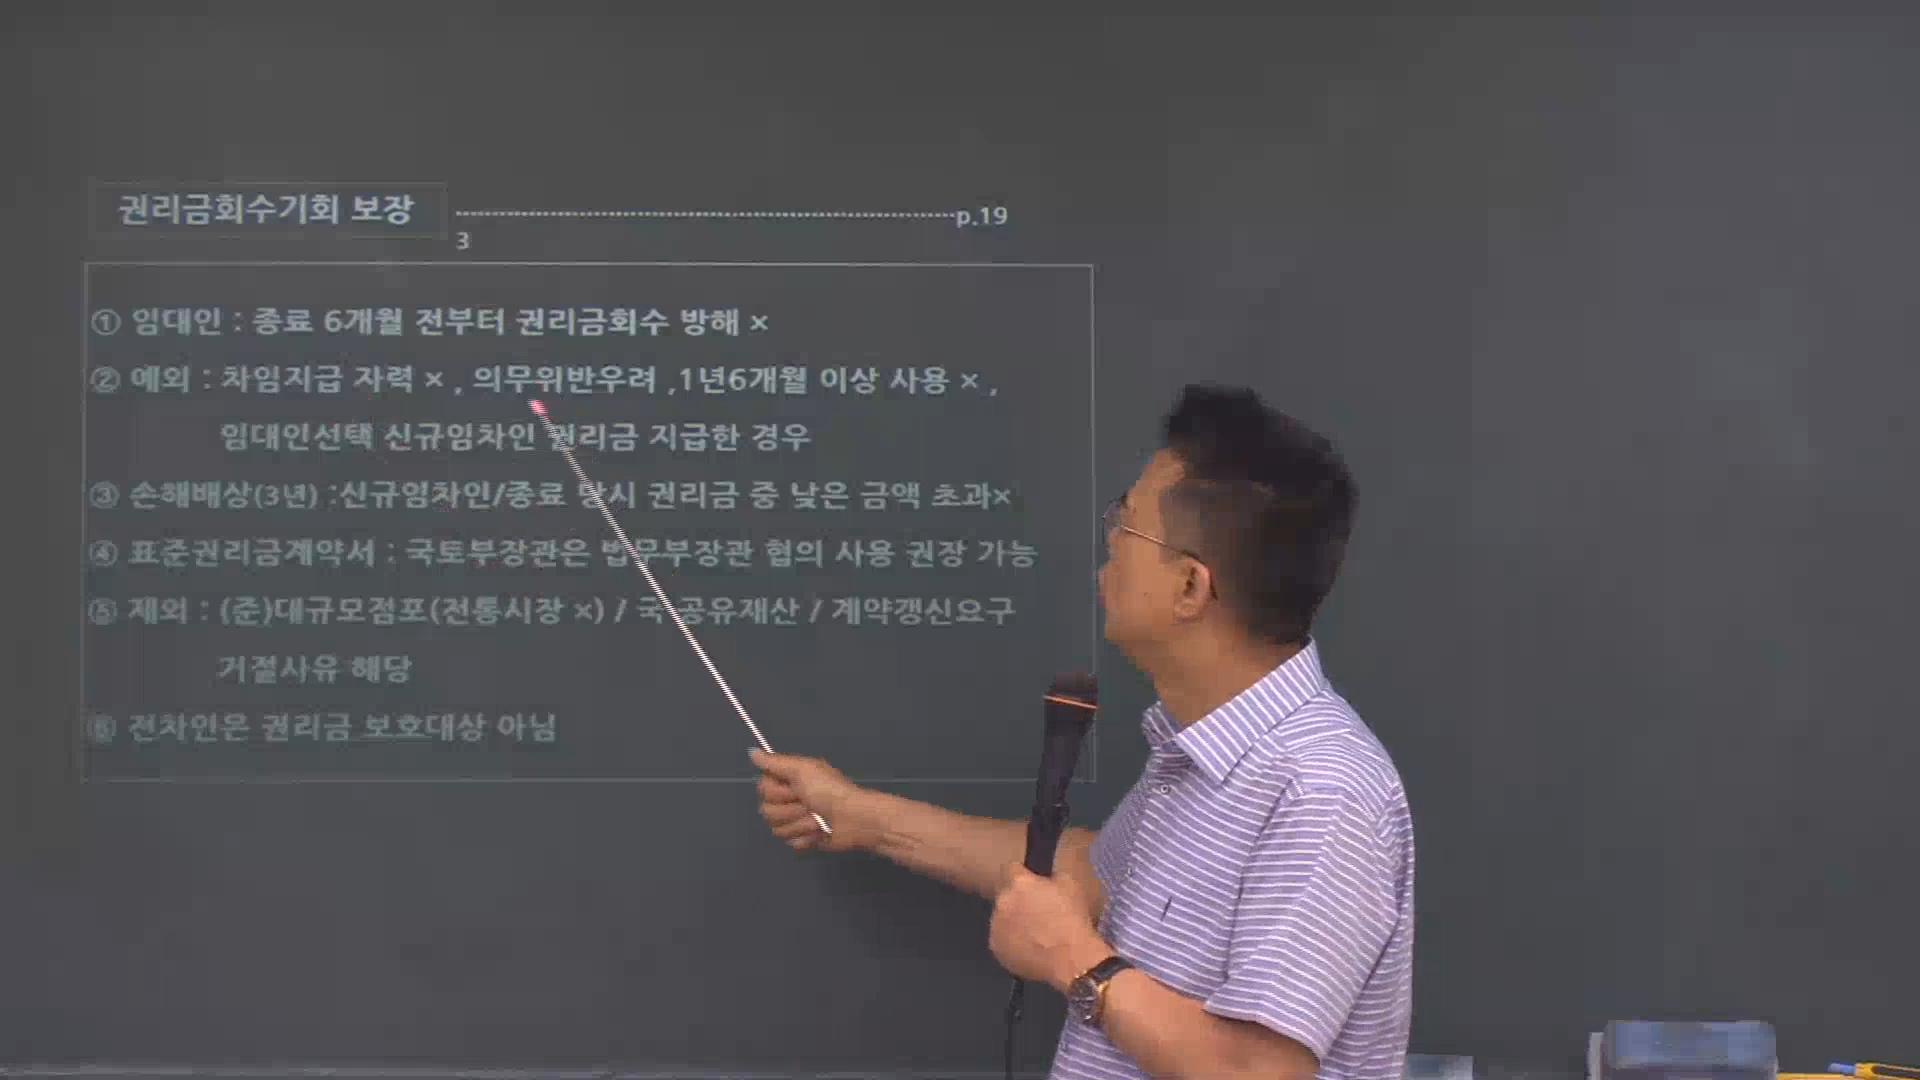 권리금회수기회 보장 ------------------------------p.19
3
① 임대인 : 종료 6개월 전부터 권리금회수 방해 ×
② 예외 : 차임지급 자력 × , 의무위반우려 ,1년6개월 이상 사용 × ,
임대인선택 신규임차인 권리금 지급한 경우
③ 손해배상(3년) :신규임차인/종료 당시 권리금 중 낮은 금액 초과×
④ 표준권리금계약서 : 국토부장관은 법무부장관 협의 사용 권장 가능
⑤ 제외 : (준)대규모점포(전통시장 ×) / 국 공유재산 / 계약갱신요구
거절사유 해당
⑥ 전차인은 권리금 보호대상 아님